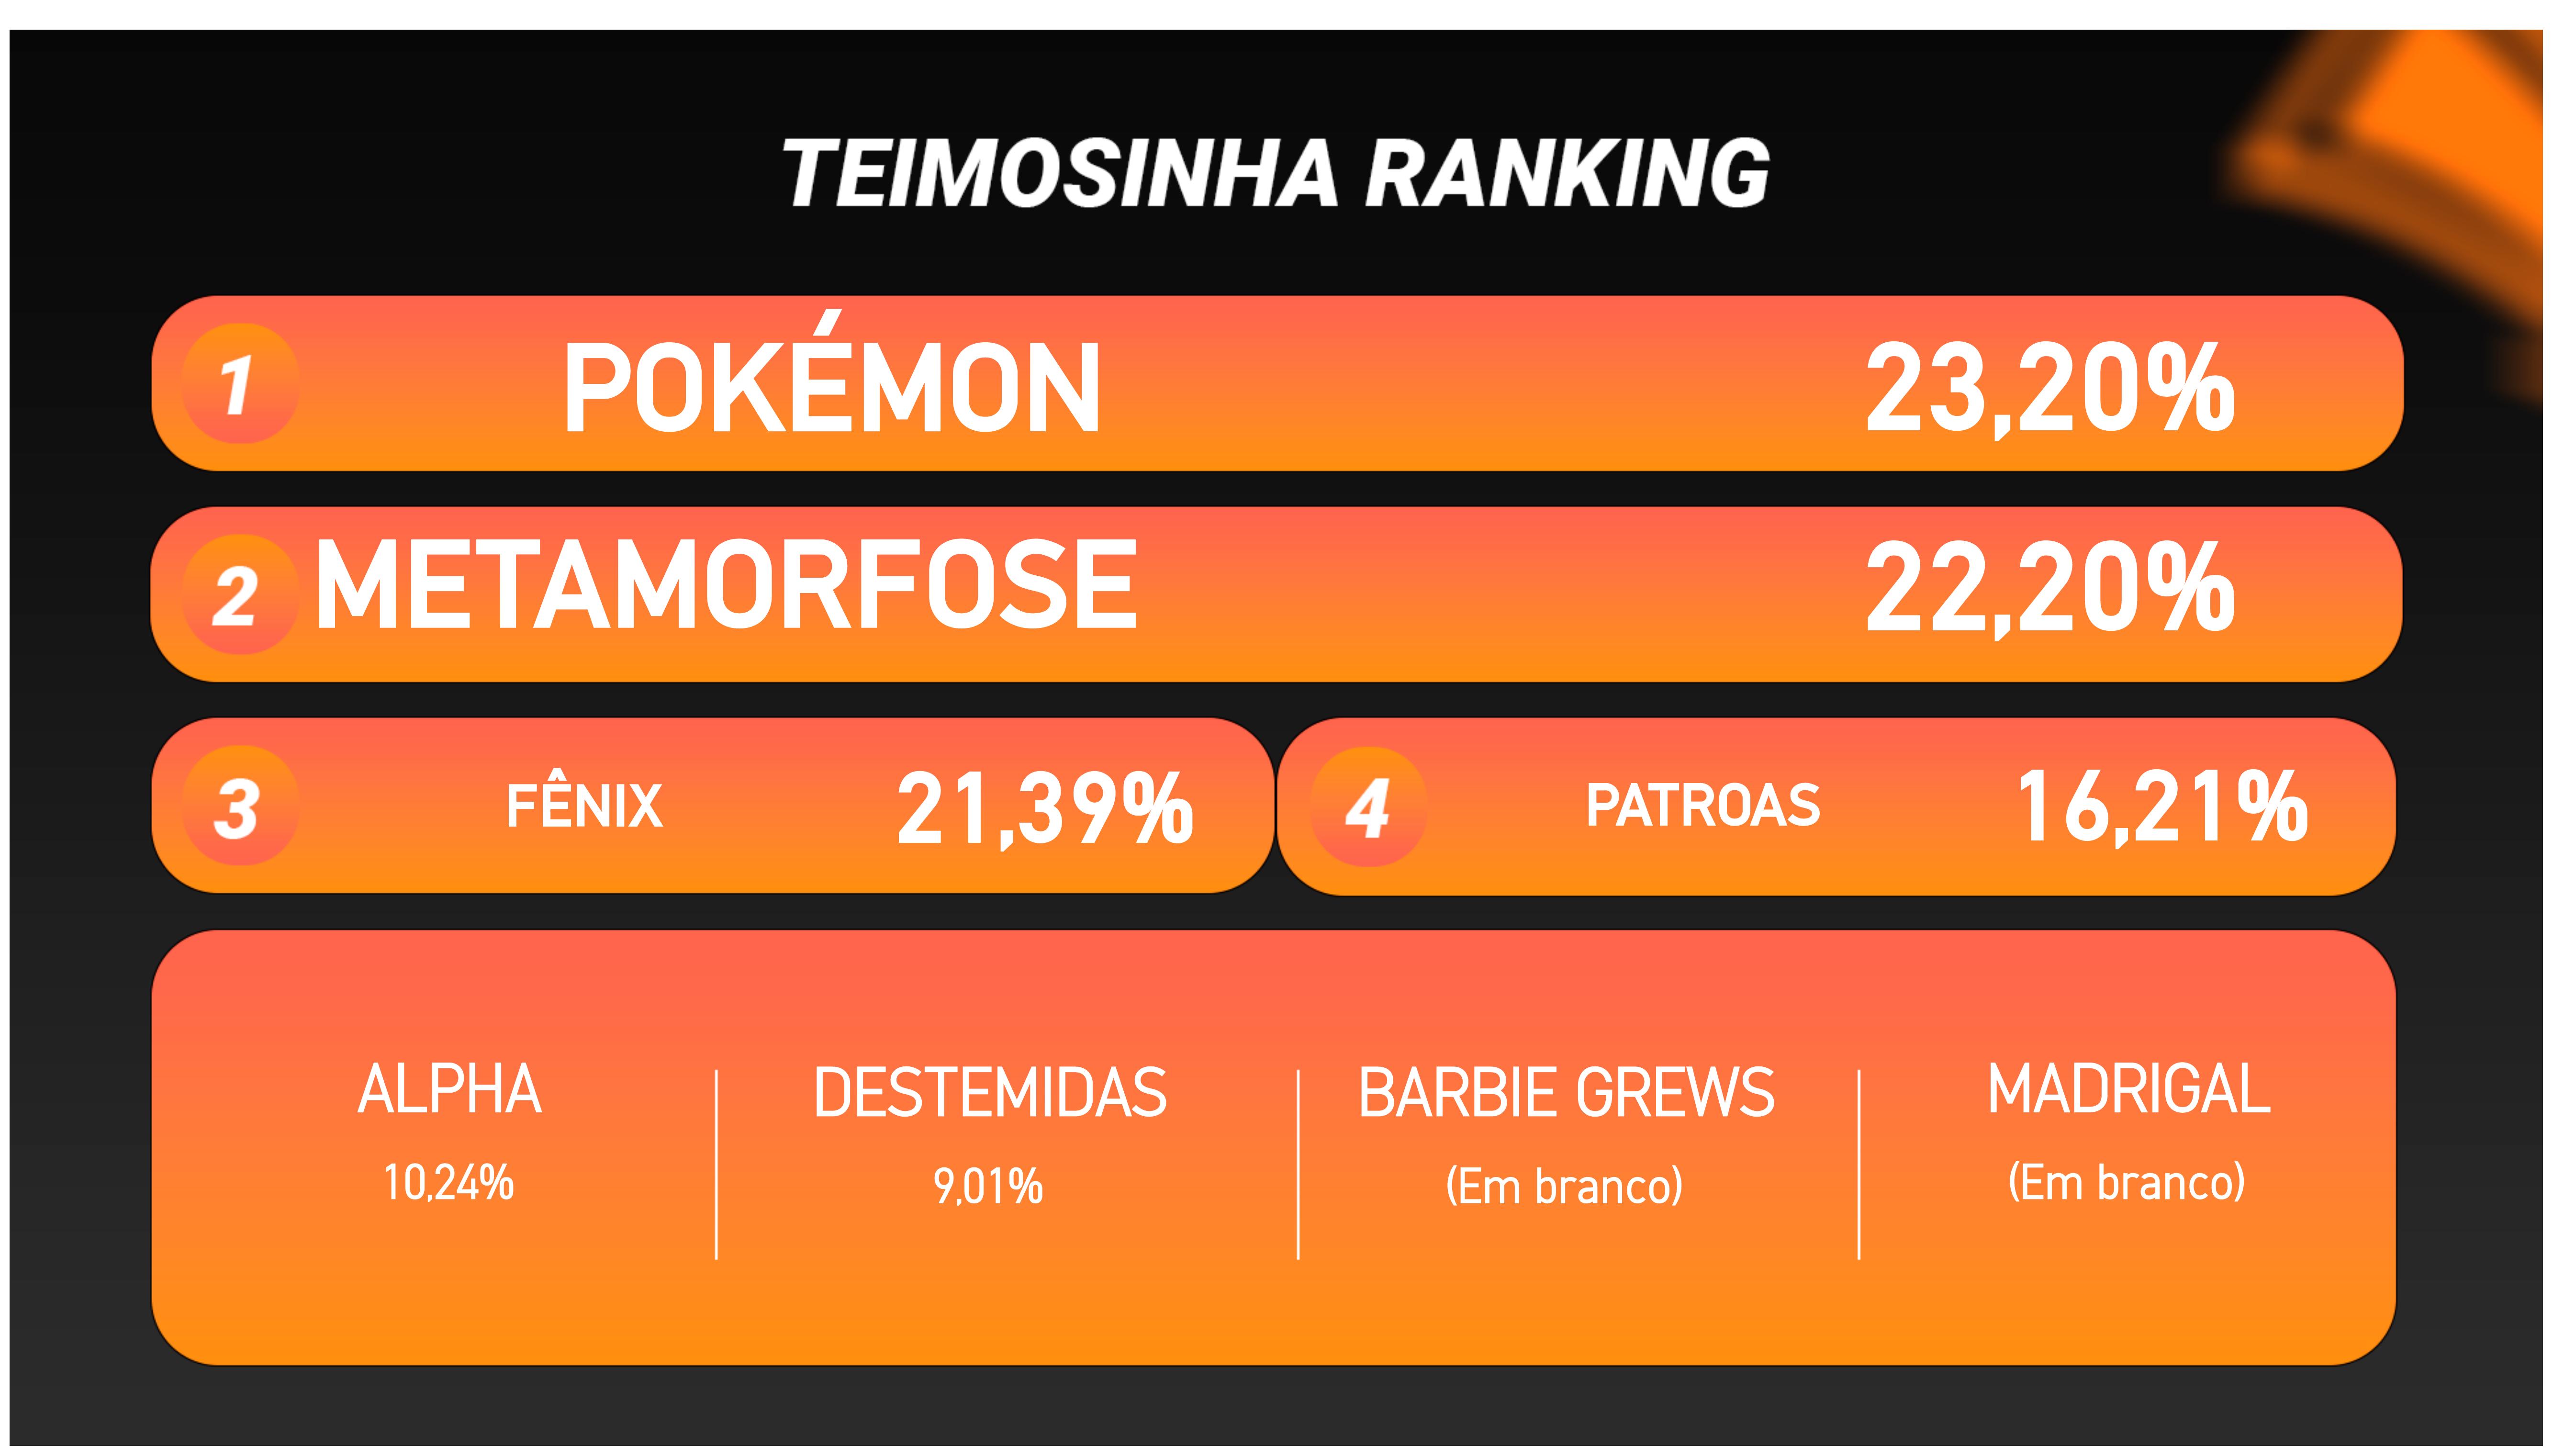 TEIMOSINHA RANKING
1 POKÉMON 23,20%
2 METAMORFOSE 22,20%
3 FÊNIX 21,39% 4 PATROAS 16,21%
ALPHA DESTEMIDAS BARBIE GREWS MADRIGAL
10,24% 9,01% (Em branco) (Em branco)